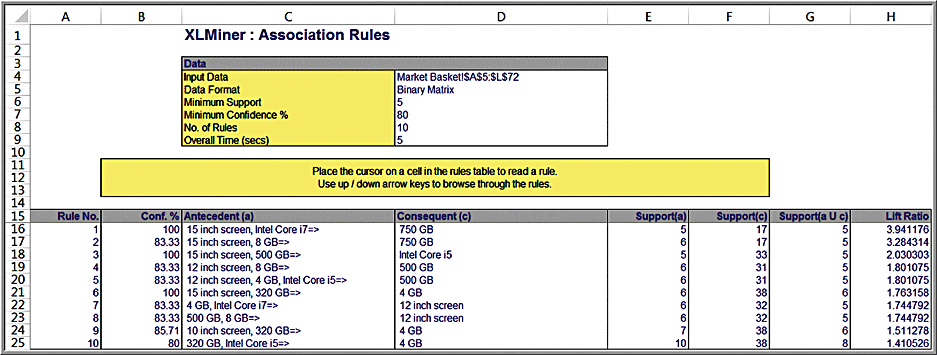 A B C D E F G H
1 XLMiner : Association Rules
2
3 Data
4 Input Data Market Basket!$A$5:$L$72
5 Data Format Binary Matrix
6 Minimum Support 5
7 Minimum Confidence % 80
8 No. of Rules 10
9 Overall Time (secs) 5
10
11 Place the cursor on a cell in the rules table to read a rule.
12 Use up / down arrow keys to browse through the rules.
13
14
15 Rule No. Conf. % Antecedent (a) Consequent (c) Support(a) Support(c) Support(a U c) Lift Ratio
16 1 100 15 inch screen, Intel Core i7=> 750 GB 5 17 5 3.941176
17 2 83.33 15 inch screen, 8 GB=> 750 GB 6 17 5 3.284314
18 3 100 15 inch screen, 500 GB=> Intel Core i5 5 33 5 2.030303
19 4 83.33 12 inch screen, 8 GB=> 500 GB 6 31 5 1.801075
20 5 83.33 12 inch screen, 4 GB, Intel Core i5=> 500 GB 6 31 5 1.801075
21 6 100 15 inch screen, 320 GB=> 4 GB 6 38 6 1.763158
22 7 83.33 4 GB, Intel Core i7=> 12 inch screen 6 32 5 1.744792
23 8 83.33 500 GB, 8 GB=> 12 inch screen 6 32 5 1.744792
24 9 85.71 10 inch screen, 320 GB=> 4 GB 7 38 6 1.511278
25 10 80 320 GB, Intel Core i5=> 4 GB 10 38 8 1.410526